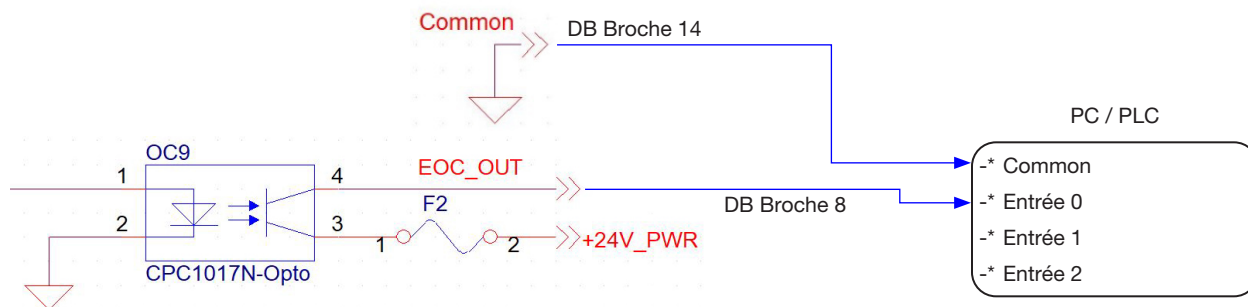 Common
DB Broche 14
PC / PLC
OC9
1
2
4
3
EOC_OUT
F2
1
2
+24V_PWR
CPC1017N-Opto
DB Broche 8
-* Common
-* Entrée 0
-* Entrée 1
-* Entrée 2